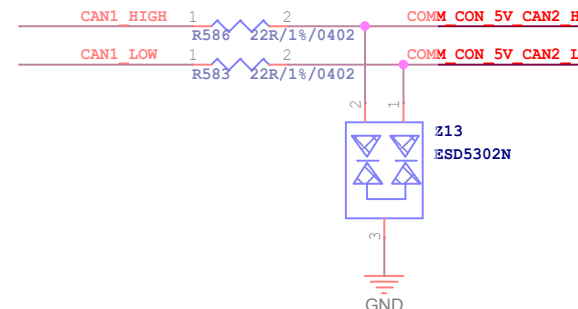 CAN1_HIGH 1 2 COMM_CON_5V_CAN2_H
R586 22R/1%/0402
CAN1_LOW 1 2 COMM_CON_5V_CAN2_L
R583 22R/1%/0402
2 1
Z13
ESD5302N
3
GND